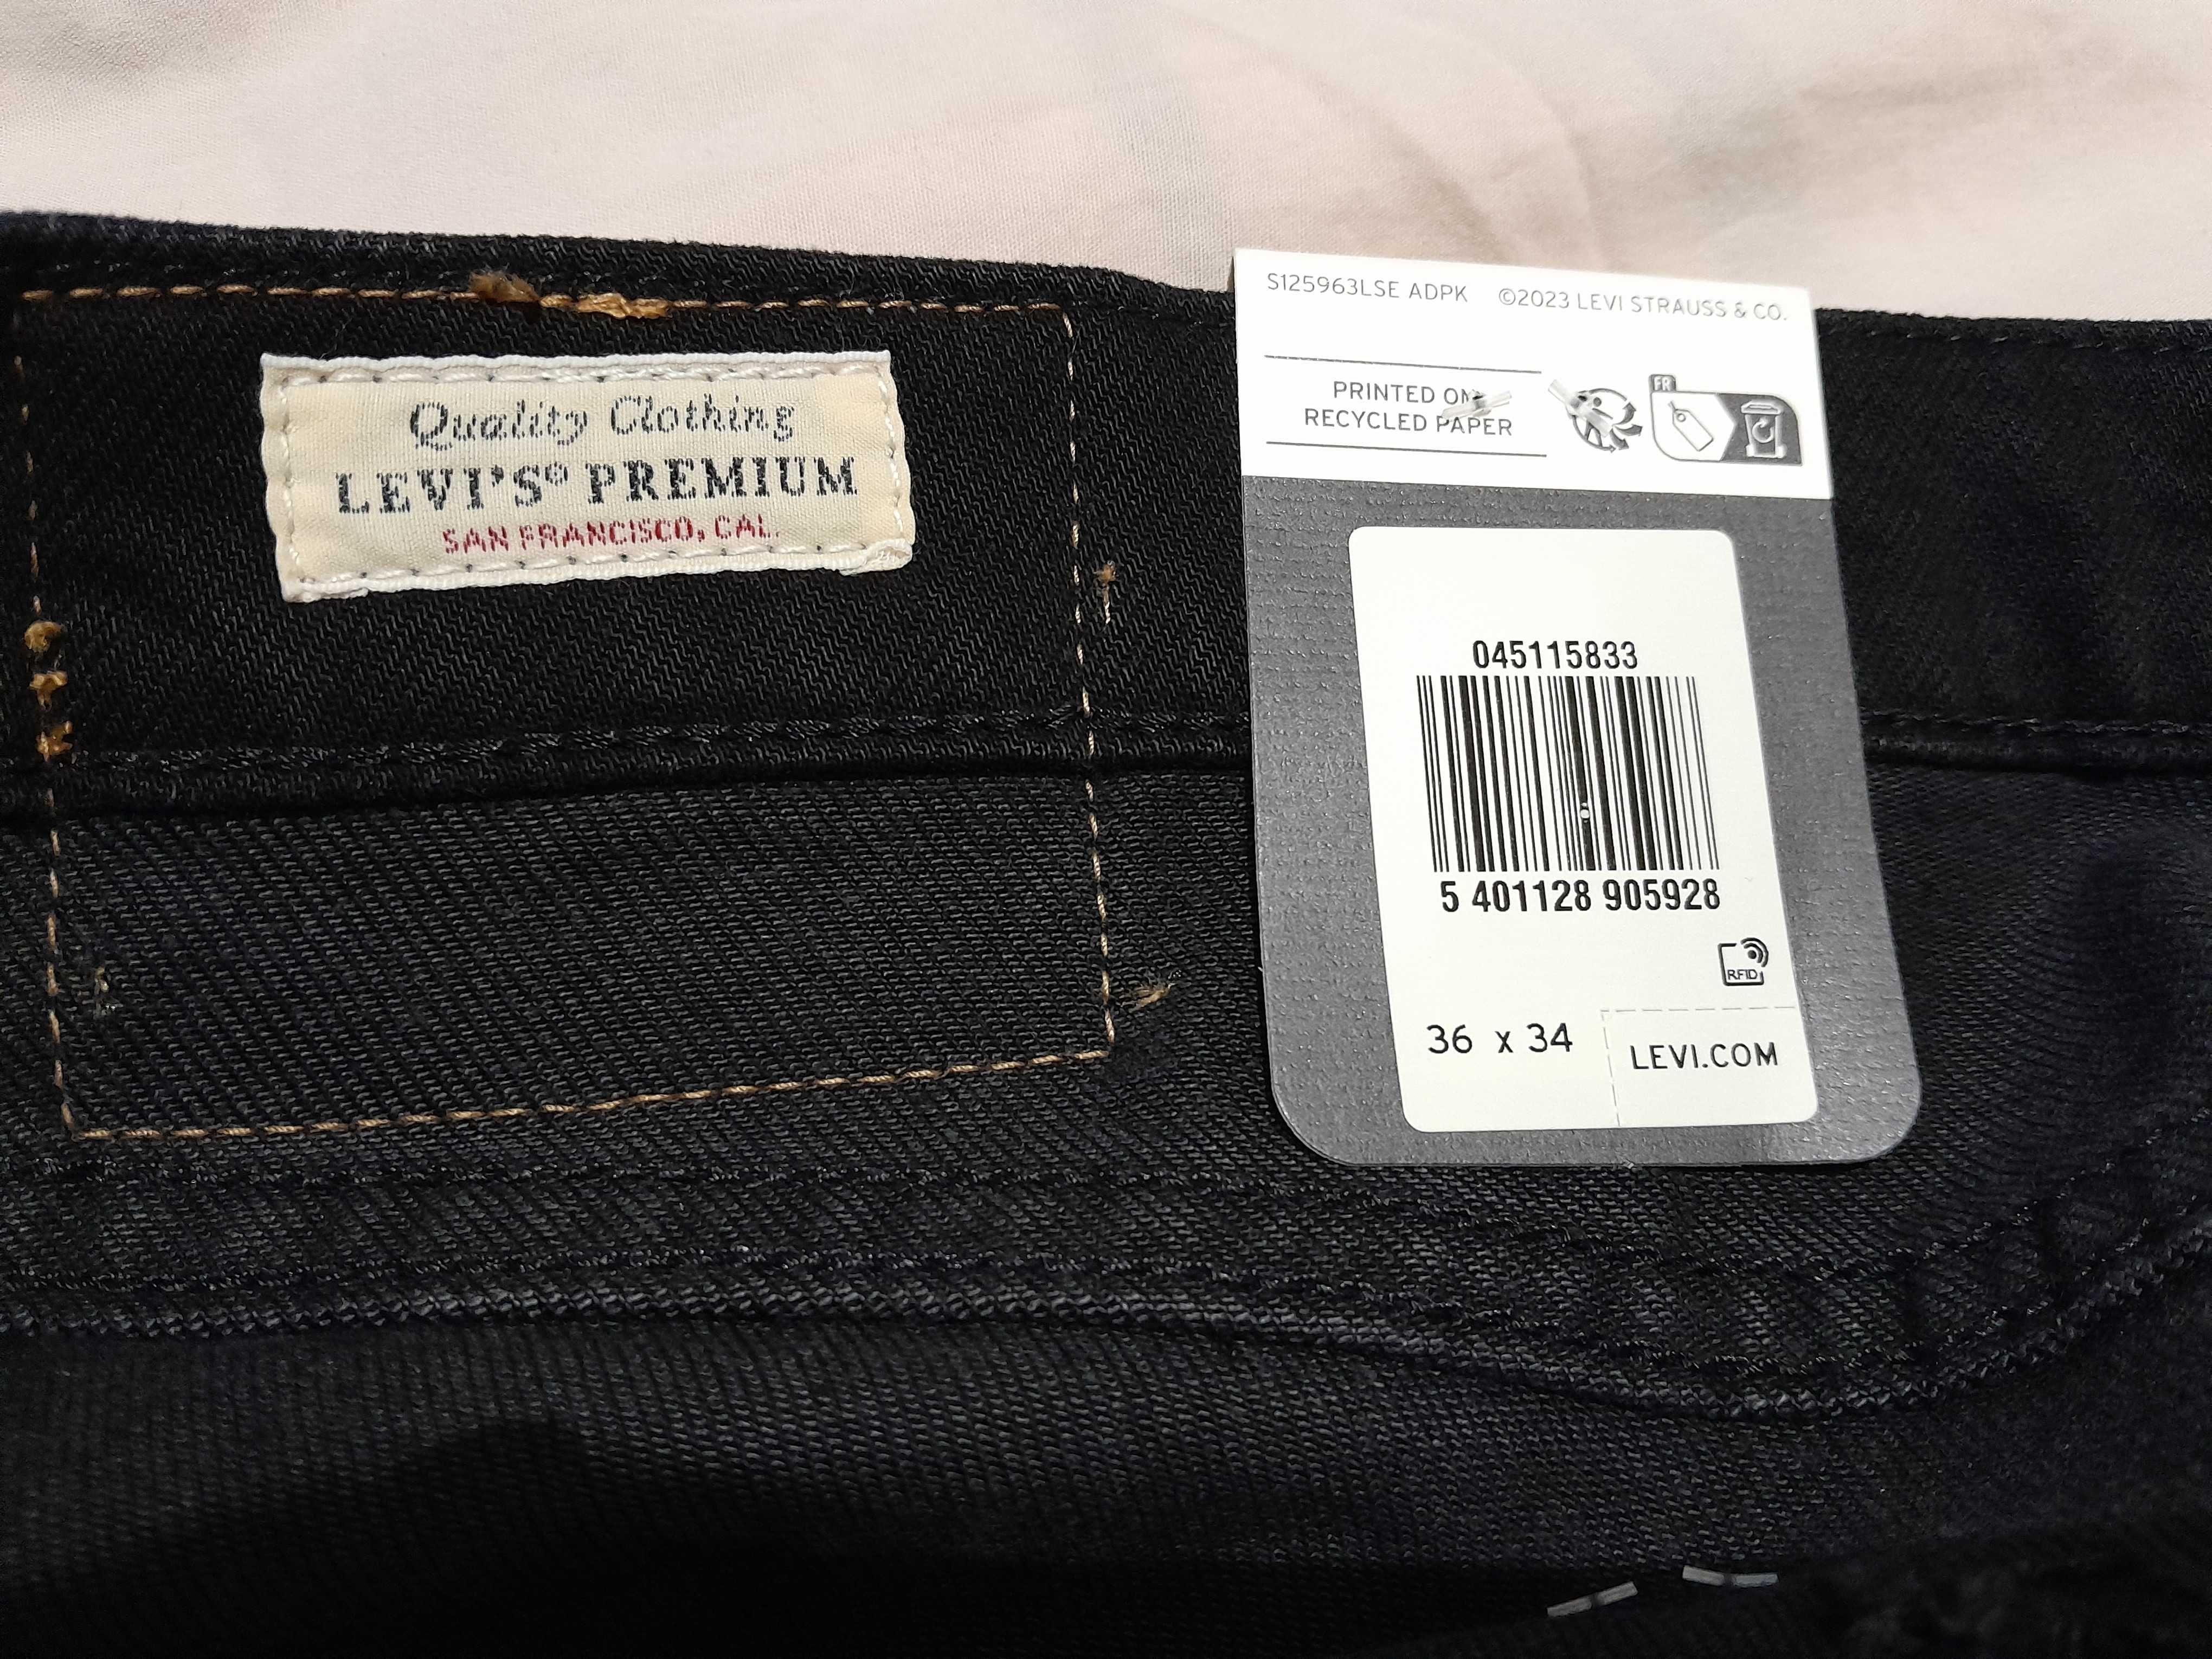 Quality Clothing
LEVI'S® PREMIUM
SAN FRANCISCO, CAL.
S125963LSE ADPK ©2023 LEVI STRAUSS & CO.
PRINTED ON
RECYCLED PAPER
FR
045115833
5 401128 905928
RFID
36 x 34
LEVI.COM